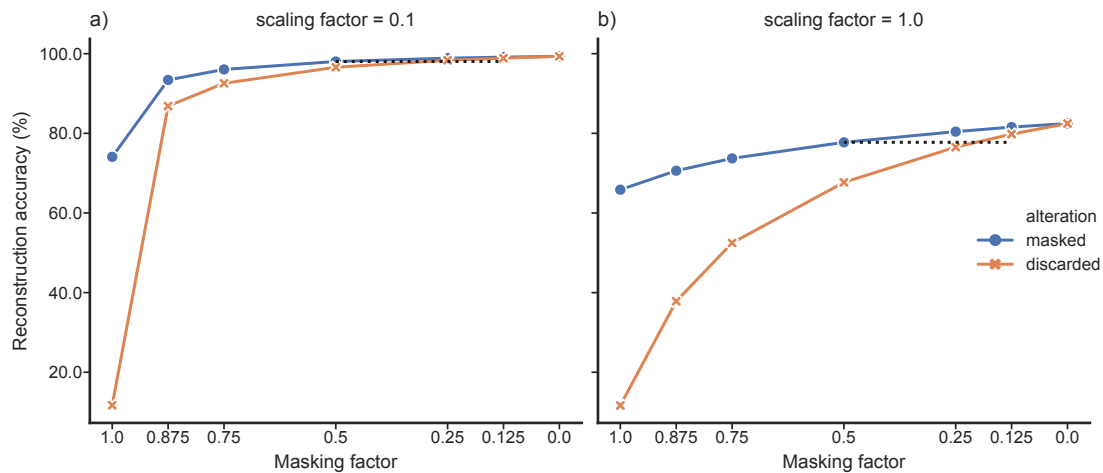 a)
scaling factor = 0.1
b)
scaling factor = 1.0
Reconstruction accuracy (%)
100.0
80.0
60.0
40.0
20.0
1.0 0.875 0.75 0.5 0.25 0.125 0.0
Masking factor
1.0 0.875 0.75 0.5 0.25 0.125 0.0
Masking factor
alteration
masked
discarded